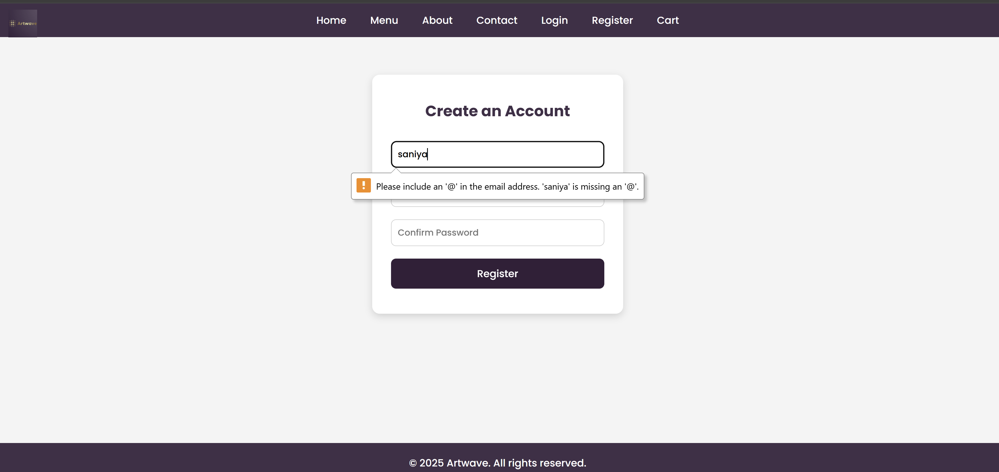 Artwave
Home Menu About Contact Login Register Cart
Create an Account
saniya
Please include an '@' in the email address. 'saniya' is missing an '@'.
Confirm Password
Register
© 2025 Artwave. All rights reserved.